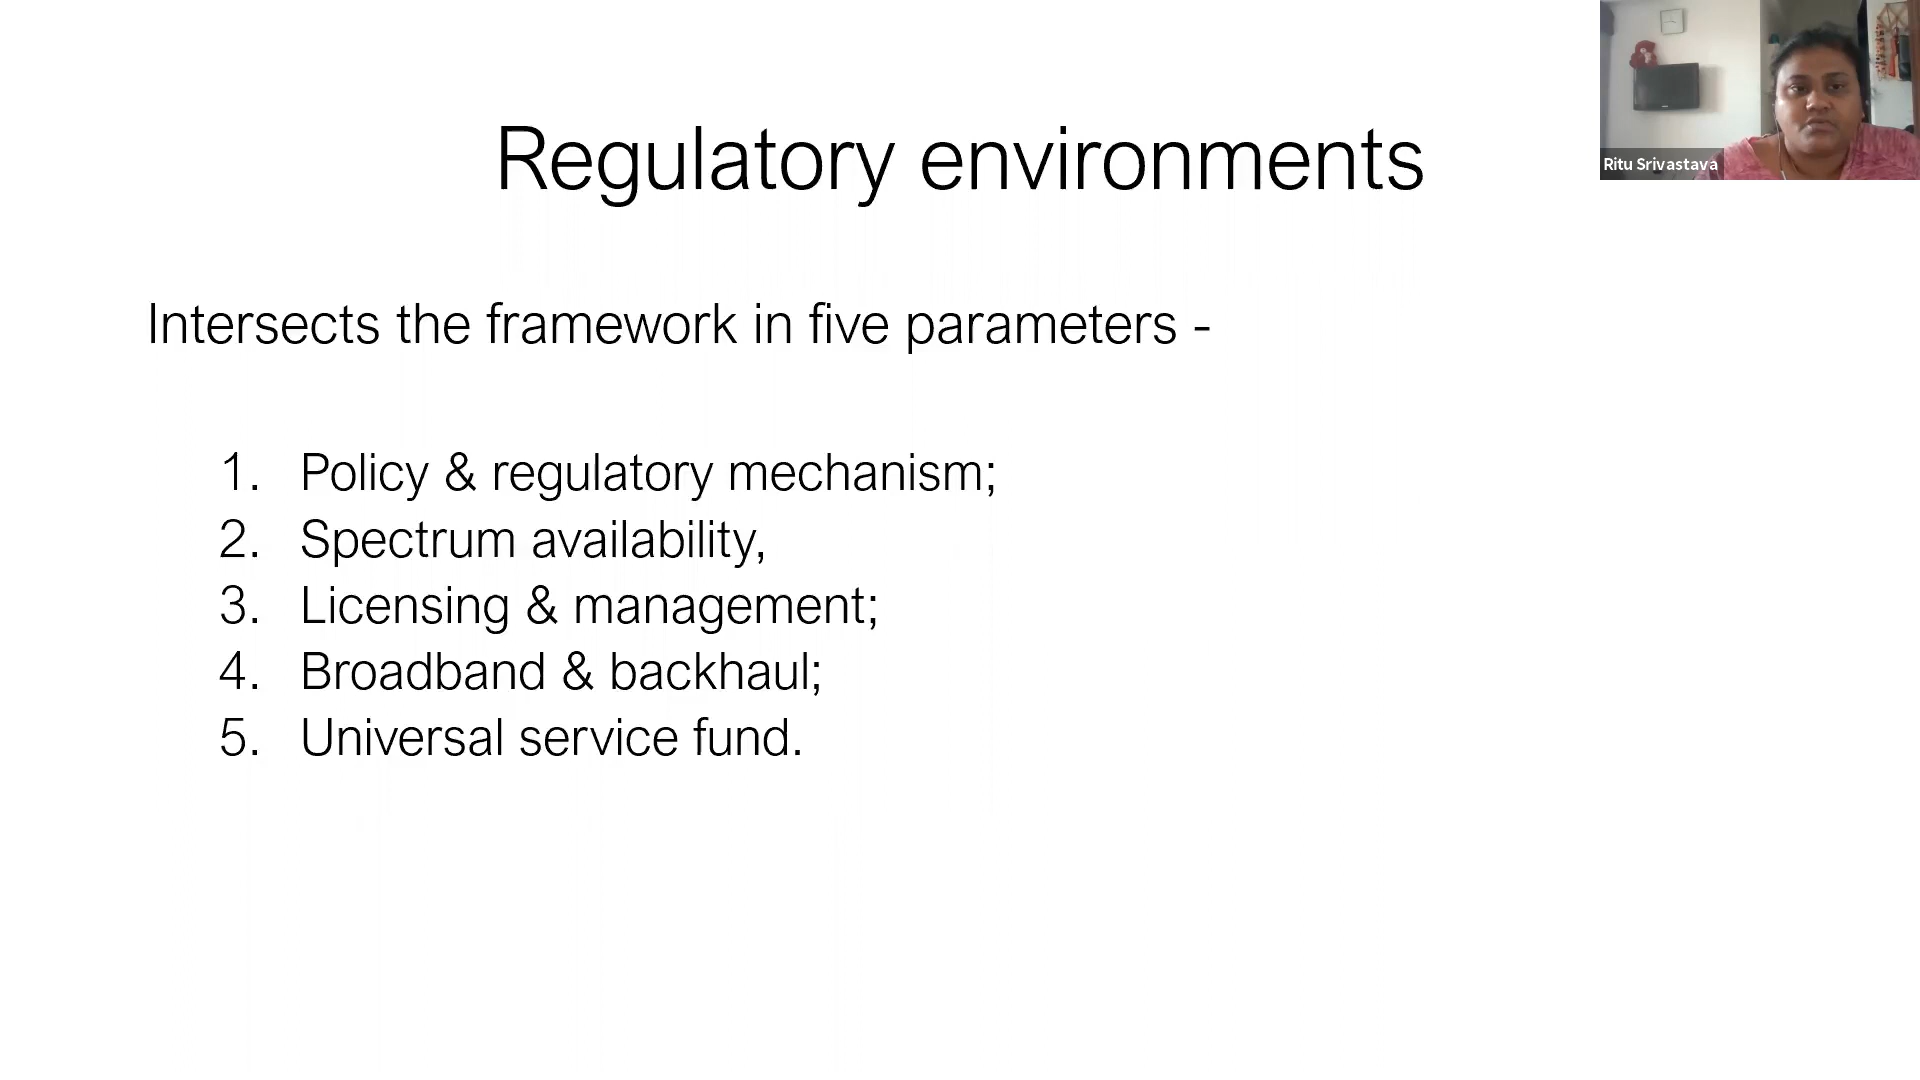 Regulatory environments
Ritu Srivastava
Intersects the framework in five parameters -
1. Policy & regulatory mechanism;
2. Spectrum availability,
3. Licensing & management;
4. Broadband & backhaul;
5. Universal service fund.